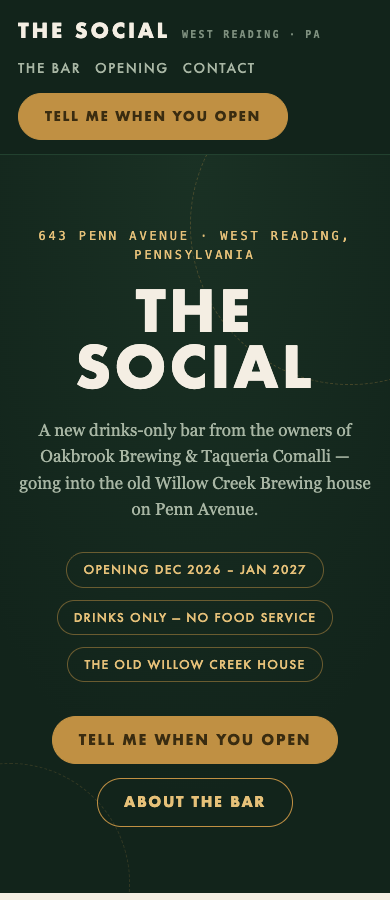 THE SOCIAL WEST READING · PA
THE BAR OPENING CONTACT
TELL ME WHEN YOU OPEN
643 PENN AVENUE · WEST READING,
PENNSYLVANIA
THE
SOCIAL
A new drinks-only bar from the owners of
Oakbrook Brewing & Taqueria Comalli —
going into the old Willow Creek Brewing house
on Penn Avenue.
OPENING DEC 2026 – JAN 2027
DRINKS ONLY — NO FOOD SERVICE
THE OLD WILLOW CREEK HOUSE
TELL ME WHEN YOU OPEN
ABOUT THE BAR